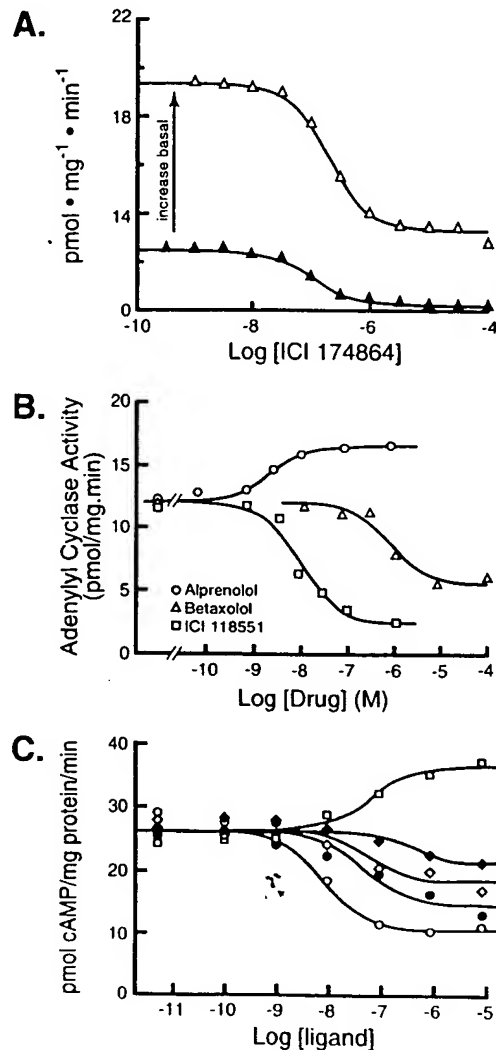 A.
22
19
16
14
12
0
pmol • mg⁻¹ • min⁻¹
increase basal
-10
-8
-6
-4
Log [ICI 174864]
B.
20
15
10
5
0
Adenylyl Cyclase Activity
(pmol/mg.min)
Alprenolol
Betaxolol
ICI 118551
-10
-9
-8
-7
-6
-5
-4
Log [Drug] (M)
C.
40
30
20
10
0
pmol cAMP/mg protein/min
-11
-10
-9
-8
-7
-6
-5
Log [ligand]